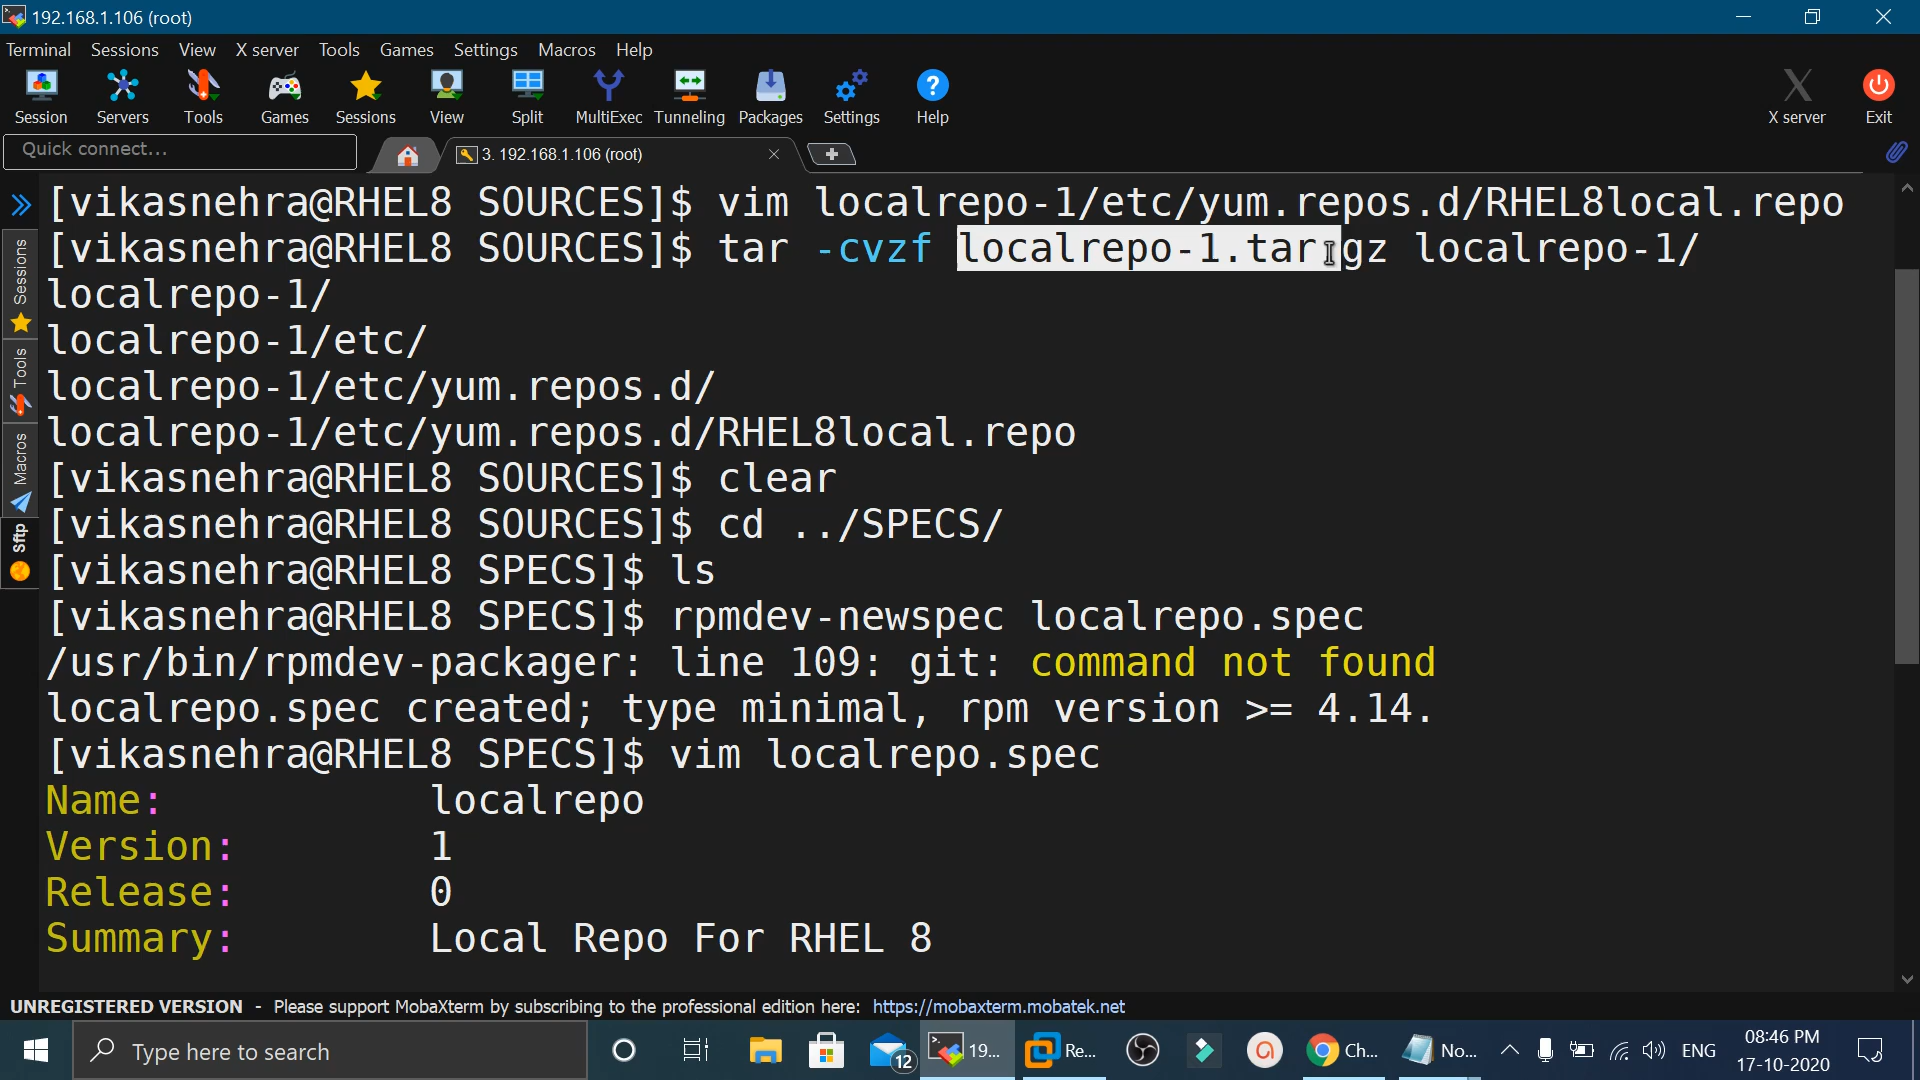 192.168.1.106 (root)
Terminal Sessions View X server Tools Games Settings Macros Help
Session Servers Tools Games Sessions View Split MultiExec Tunneling Packages Settings Help X server Exit
Quick connect... 3. 192.168.1.106 (root)
[vikasnehra@RHEL8 SOURCES]$ vim localrepo-1/etc/yum.repos.d/RHEL8local.repo
[vikasnehra@RHEL8 SOURCES]$ tar -cvzf localrepo-1.tar.gz localrepo-1/
localrepo-1/
localrepo-1/etc/
localrepo-1/etc/yum.repos.d/
localrepo-1/etc/yum.repos.d/RHEL8local.repo
[vikasnehra@RHEL8 SOURCES]$ clear
[vikasnehra@RHEL8 SOURCES]$ cd ../SPECS/
[vikasnehra@RHEL8 SPECS]$ ls
[vikasnehra@RHEL8 SPECS]$ rpmdev-newspec localrepo.spec
/usr/bin/rpmdev-packager: line 109: git: command not found
localrepo.spec created; type minimal, rpm version >= 4.14.
[vikasnehra@RHEL8 SPECS]$ vim localrepo.spec
Name: localrepo
Version: 1
Release: 0
Summary: Local Repo For RHEL 8
Sessions
Tools
Macros
Sftp
UNREGISTERED VERSION - Please support MobaXterm by subscribing to the professional edition here: https://mobaxterm.mobatek.net
Type here to search 12 19... Re... Ch... No... ENG 08:46 PM
17-10-2020